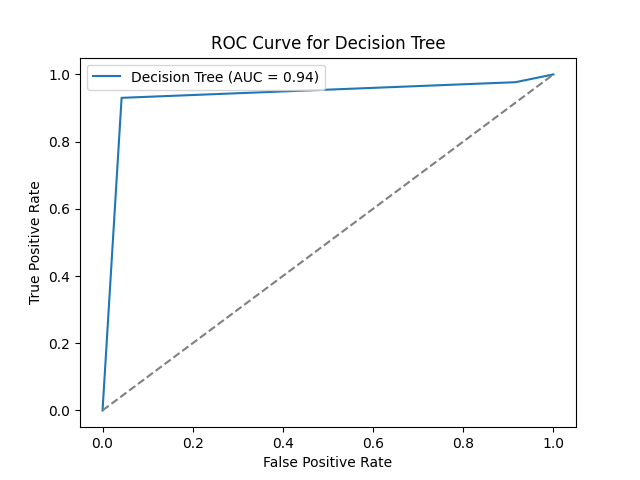 ROC Curve for Decision Tree
Decision Tree (AUC = 0.94)
1.0
0.8
0.6
0.4
0.2
0.0
True Positive Rate
0.0 0.2 0.4 0.6 0.8 1.0
False Positive Rate